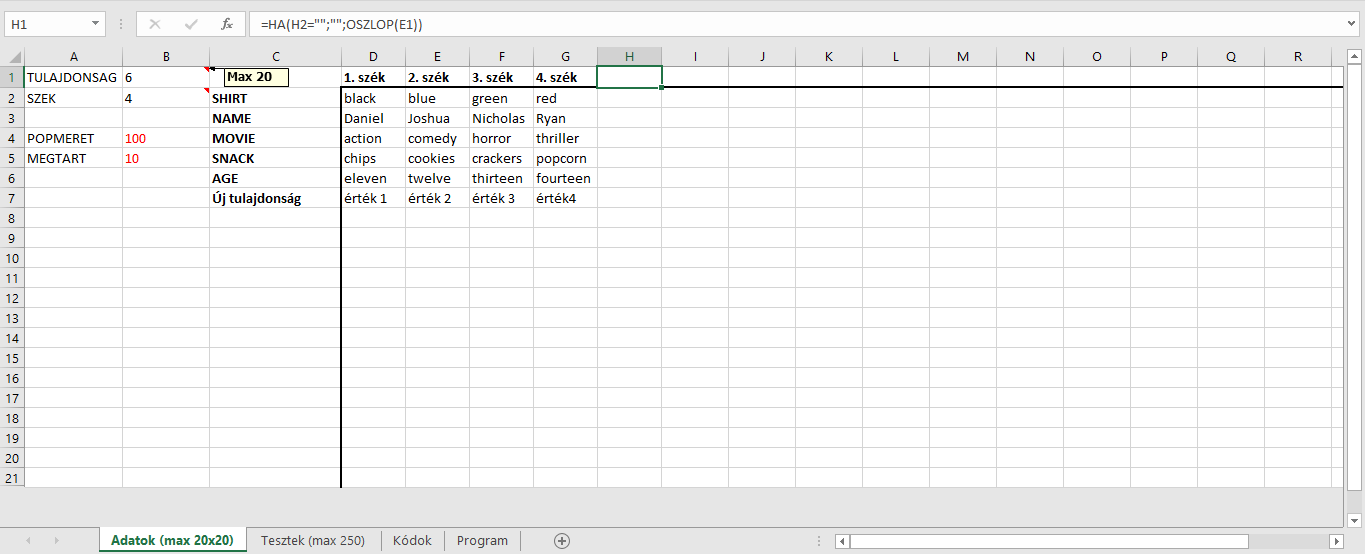 H1 fx =HA(H2="";"";OSZLOP(E1))
A B C D E F G H I J K L M N O P Q R
1 TULAJDONSAG 6 Max 20 1. szék 2. szék 3. szék 4. szék
2 SZEK 4 SHIRT black blue green red
3 NAME Daniel Joshua Nicholas Ryan
4 POPMERET 100 MOVIE action comedy horror thriller
5 MEGTART 10 SNACK chips cookies crackers popcorn
6 AGE eleven twelve thirteen fourteen
7 Új tulajdonság érték 1 érték 2 érték 3 érték4
8
9
10
11
12
13
14
15
16
17
18
19
20
21
Adatok (max 20x20) Tesztek (max 250) Kódok Program